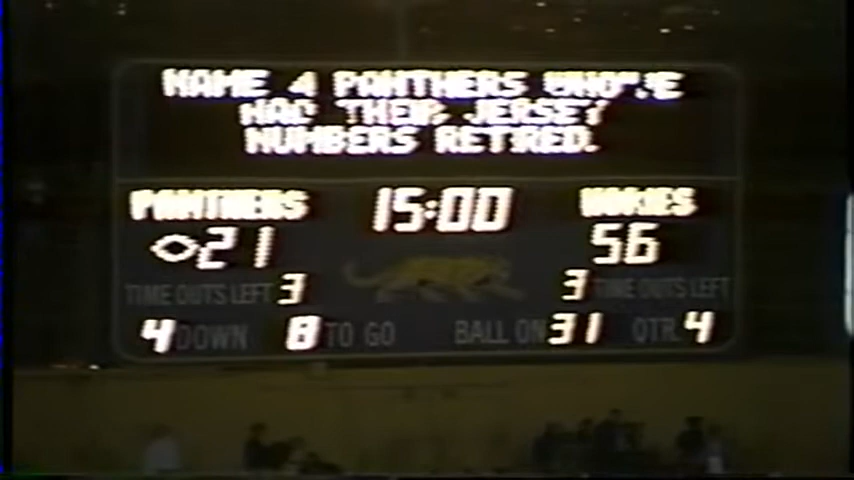 NAME 4 PANTHERS WHO'VE
HAD THEIR JERSEY
NUMBERS RETIRED.
PANTHERS 15:00 HOKIES
21 56
TIME OUTS LEFT 3 3 TIME OUTS LEFT
4 DOWN 8 TO GO BALL ON 31 QTR. 4